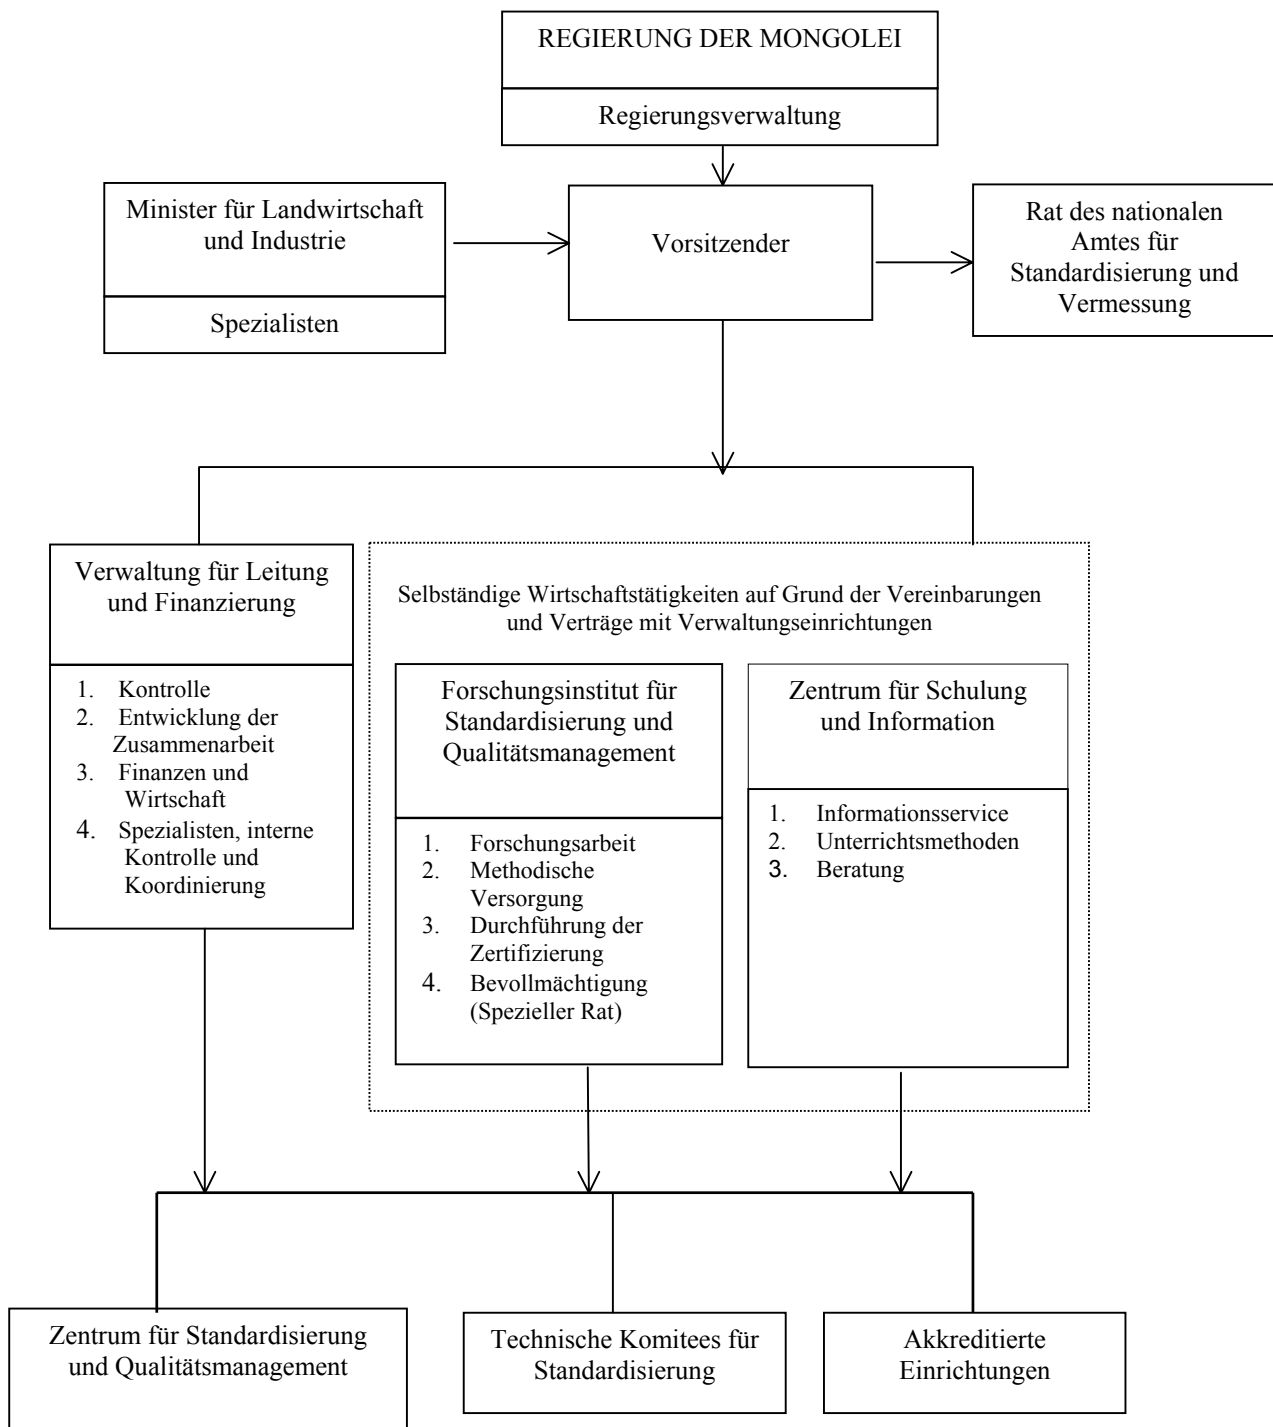 REGIERUNG DER MONGOLEI
Regierungsverwaltung
Minister für Landwirtschaft
und Industrie
Spezialisten
Vorsitzender
Rat des nationalen
Amtes für
Standardisierung und
Vermessung
Verwaltung für Leitung
und Finanzierung
1. Kontrolle
2. Entwicklung der
Zusammenarbeit
3. Finanzen und
Wirtschaft
4. Spezialisten, interne
Kontrolle und
Koordinierung
Selbständige Wirtschaftstätigkeiten auf Grund der Vereinbarungen
und Verträge mit Verwaltungseinrichtungen
Forschungsinstitut für
Standardisierung und
Qualitätsmanagement
1. Forschungsarbeit
2. Methodische
Versorgung
3. Durchführung der
Zertifizierung
4. Bevollmächtigung
(Spezieller Rat)
Zentrum für Schulung
und Information
1. Informationsservice
2. Unterrichtsmethoden
3. Beratung
Zentrum für Standardisierung
und Qualitätsmanagement
Technische Komitees für
Standardisierung
Akkreditierte
Einrichtungen